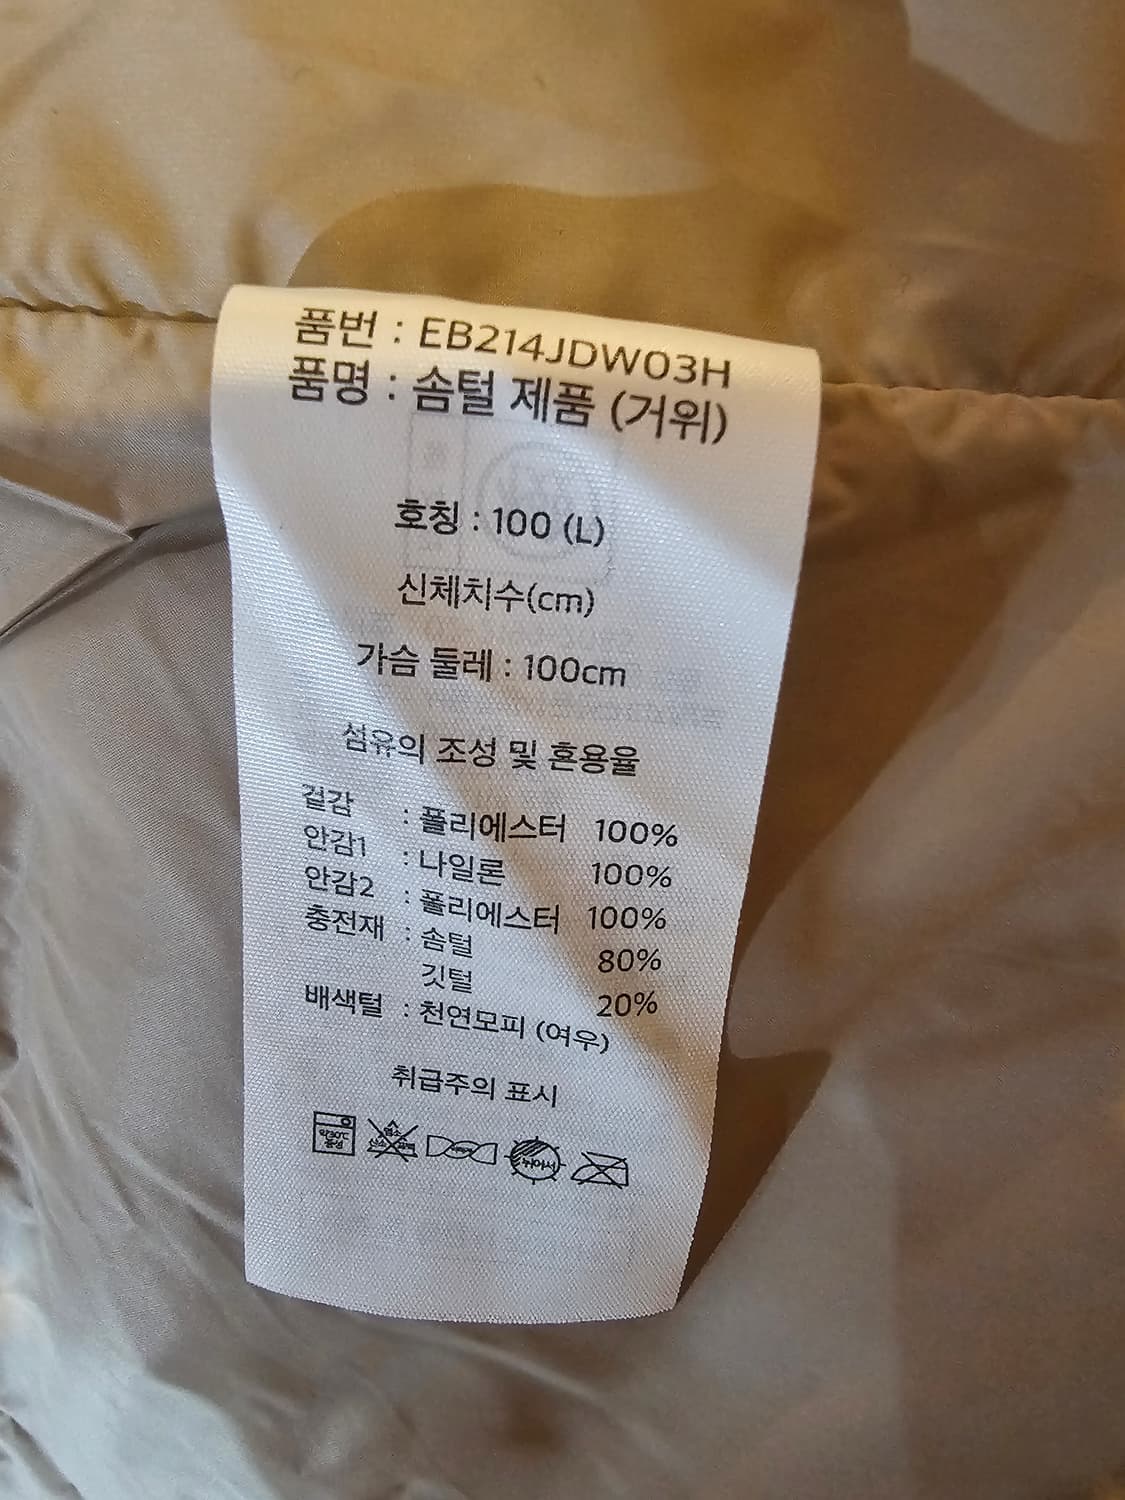 품번 : EB214JDW03H
품명 : 솜털 제품 (거위)
호칭 : 100 (L)
신체치수(cm)
가슴 둘레 : 100cm
섬유의 조성 및 혼용율
겉감 : 폴리에스터 100%
안감1 : 나일론 100%
안감2 : 폴리에스터 100%
충전재 : 솜털 80%
깃털 20%
배색털 : 천연모피 (여우)
취급주의 표시
뉘어서